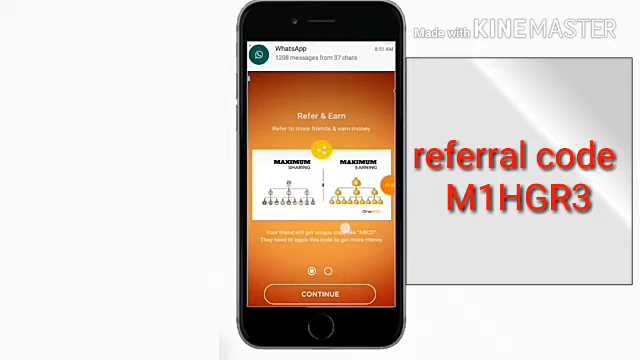 Made with KINEMASTER
WhatsApp
8:51 AM
1208 messages from 37 chats
Refer & Earn
Refer to more friends & earn money
MAXIMUM
SHARING
MAXIMUM
EARNING
Your friend will get unique code like "ABCD".
They need to apply this code to get more money
CONTINUE
referral code
M1HGR3